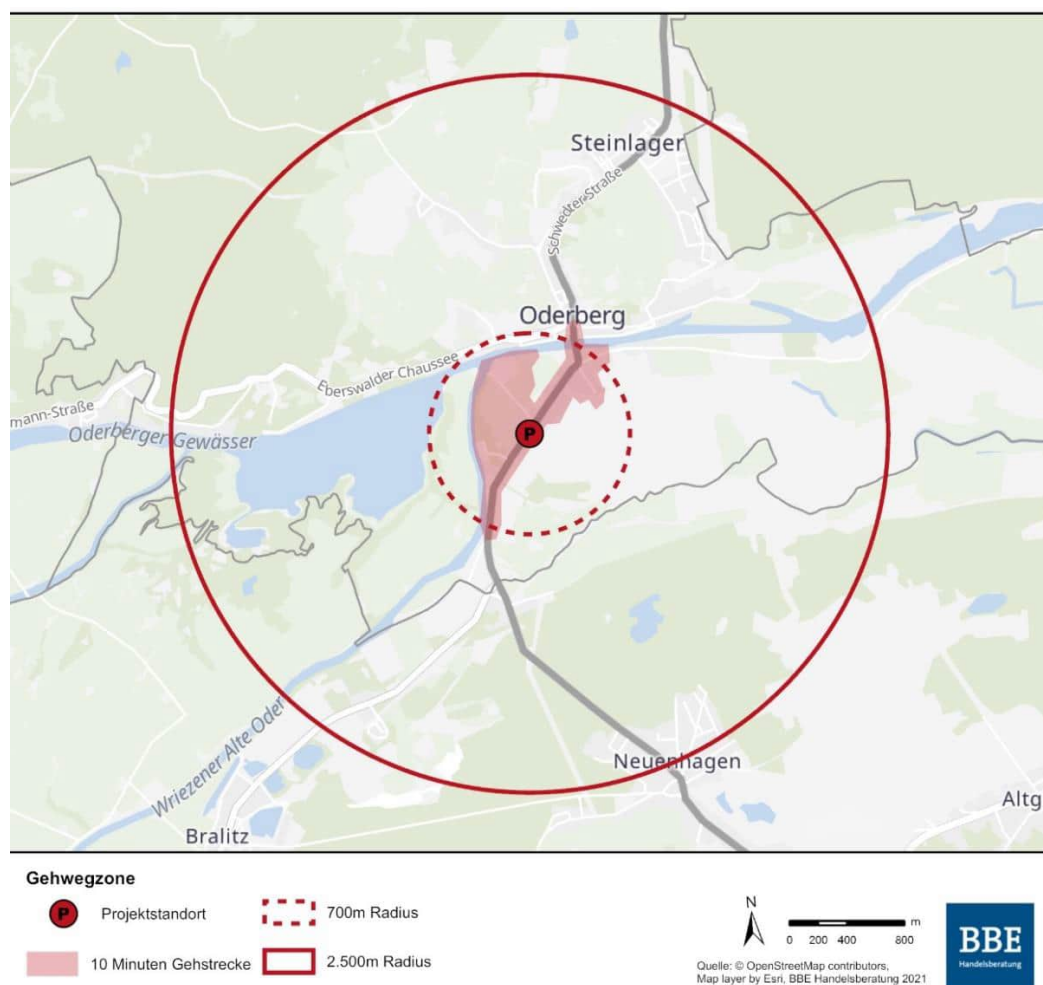 Steinlager
Schwedter Straße
Oderberg
Eberswalder Chaussee
mann-Straße
Oderberger Gewässer
P
Wriezener Alte Oder
Neuenhagen
Altg
Bralitz
Gehwegzone
P Projektstandort
700m Radius
10 Minuten Gehstrecke
2.500m Radius
N
m
0 200 400 800
Quelle: © OpenStreetMap contributors,
Map layer by Esri, BBE Handelsberatung 2021
BBE
Handelsberatung